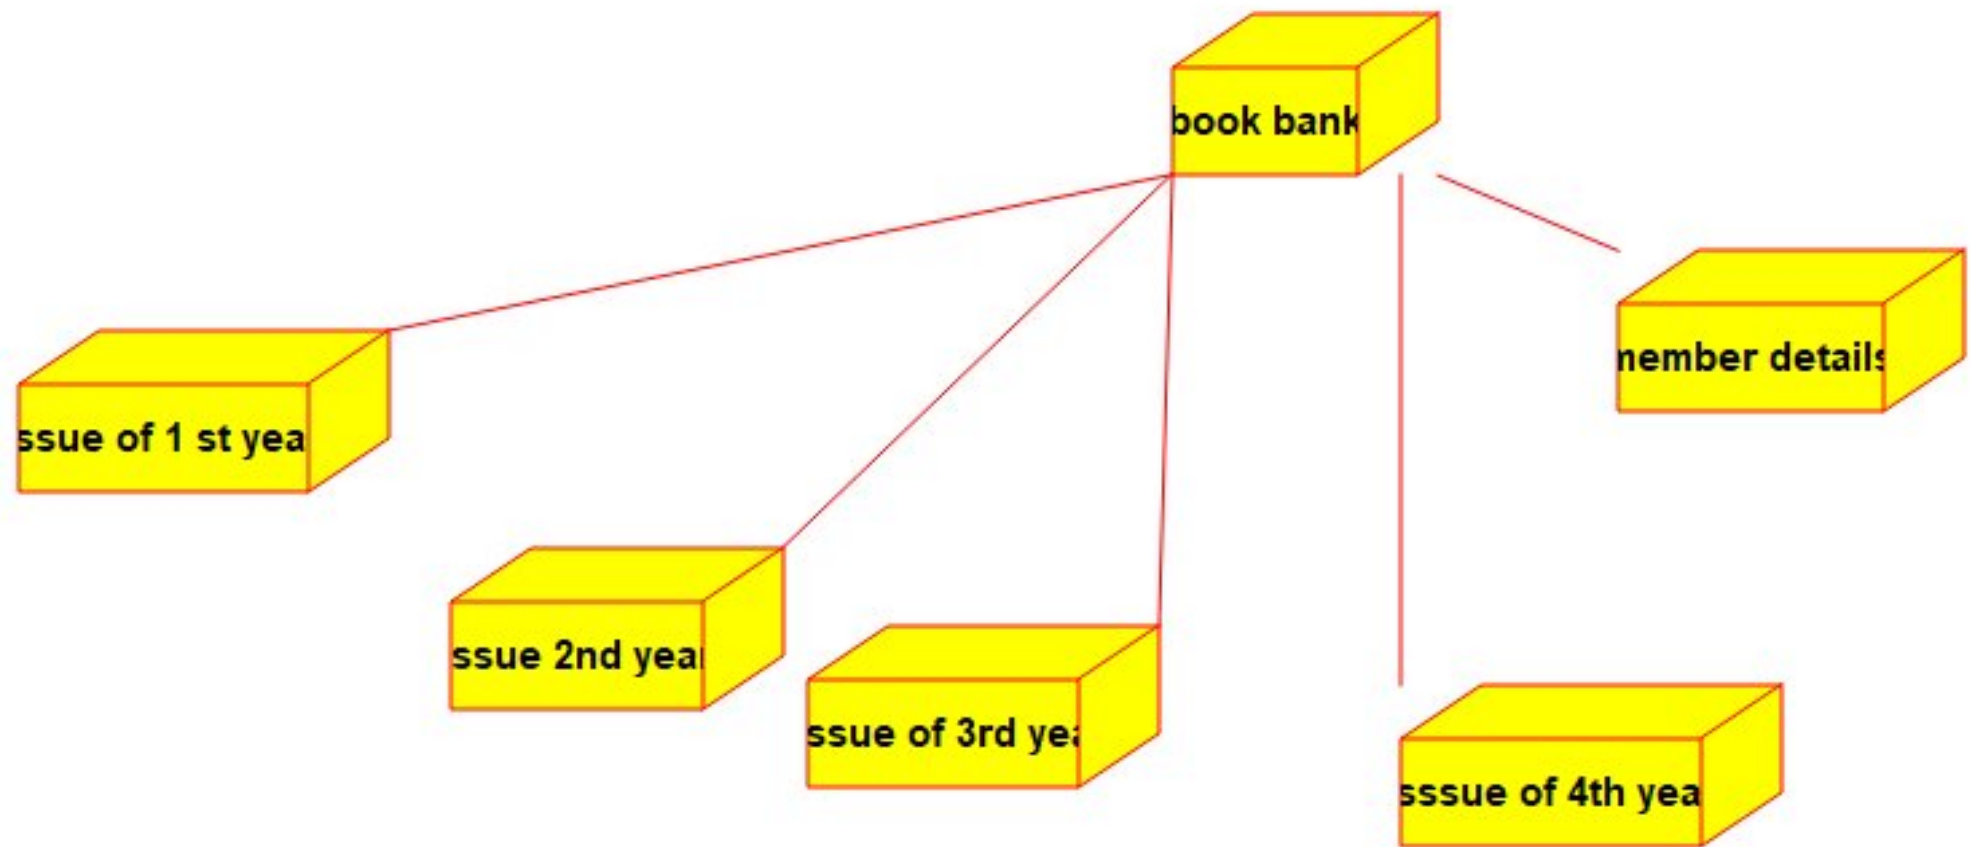 book bank
member details
ssue of 1 st yea
ssue 2nd year
ssue of 3rd yea
sssue of 4th yea